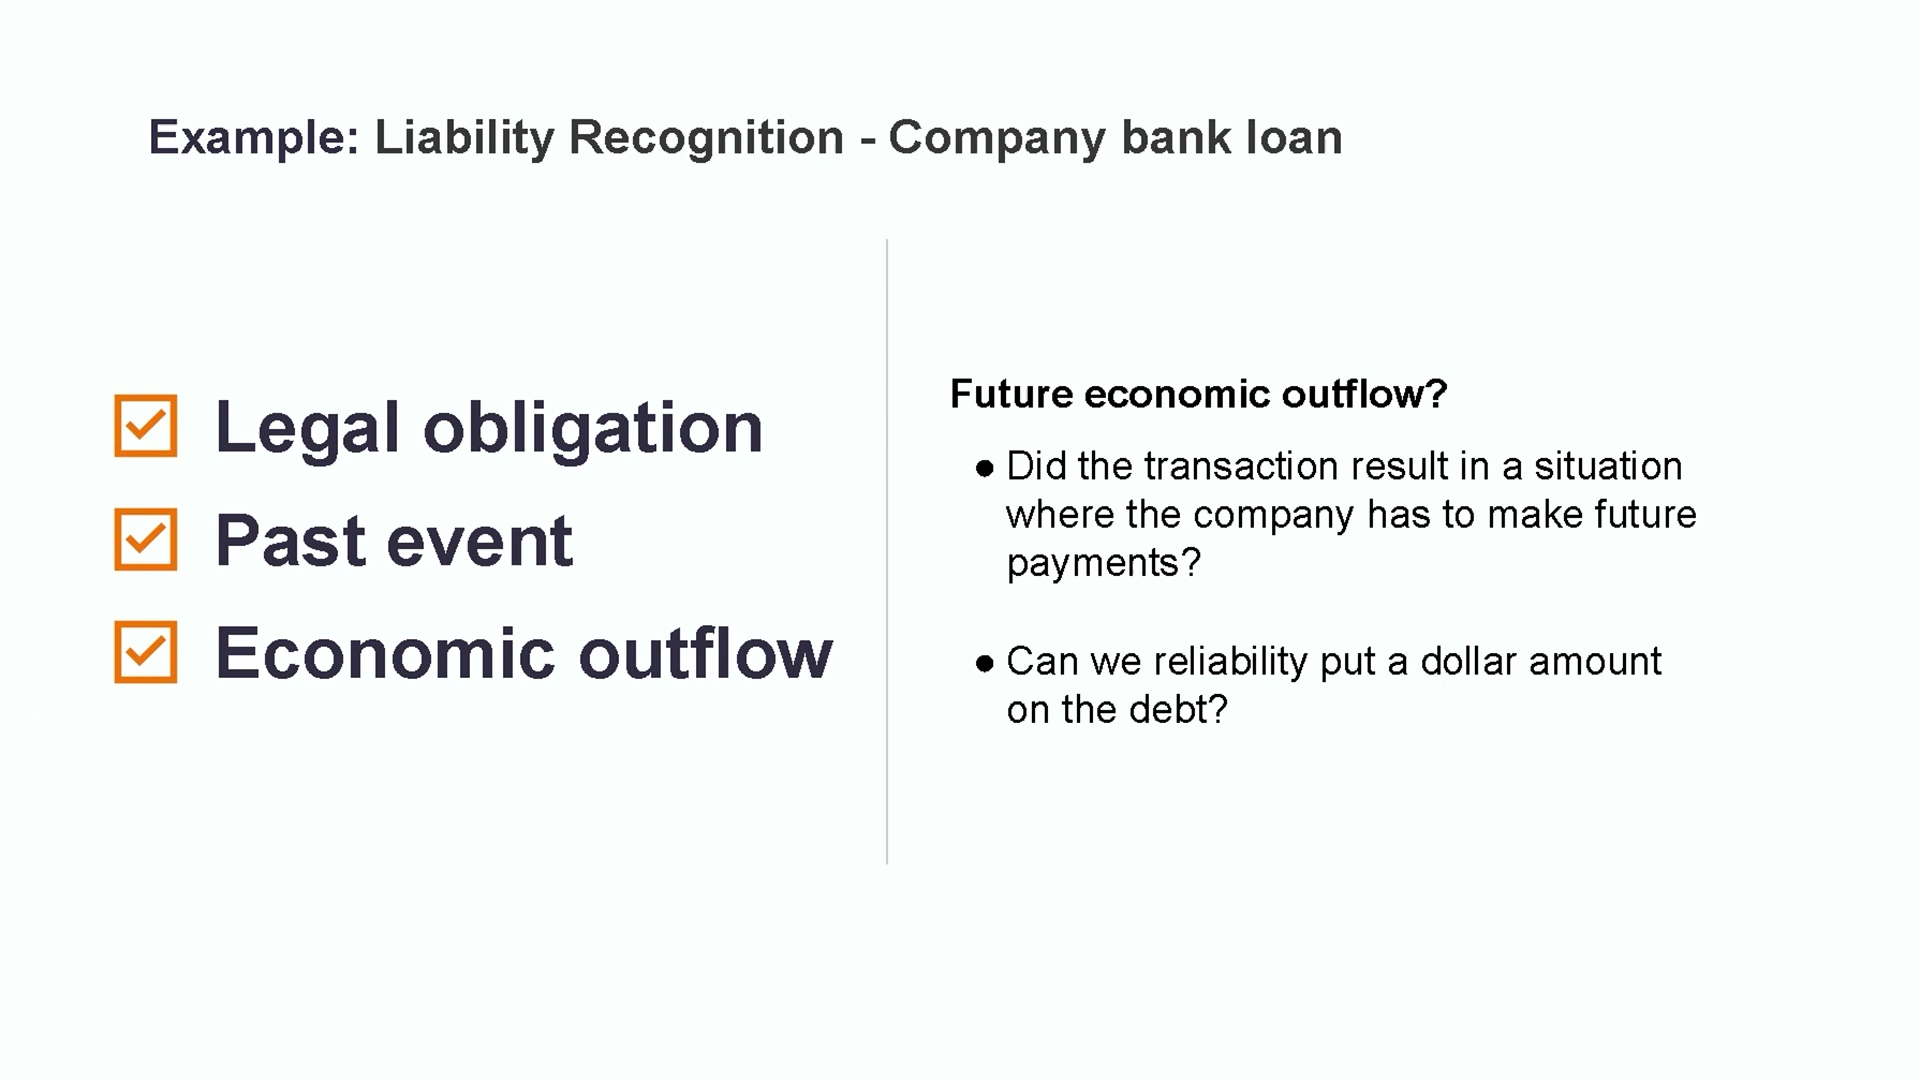 Example: Liability Recognition - Company bank loan
Legal obligation
Past event
Economic outflow
Future economic outflow?
● Did the transaction result in a situation
where the company has to make future
payments?
● Can we reliability put a dollar amount
on the debt?